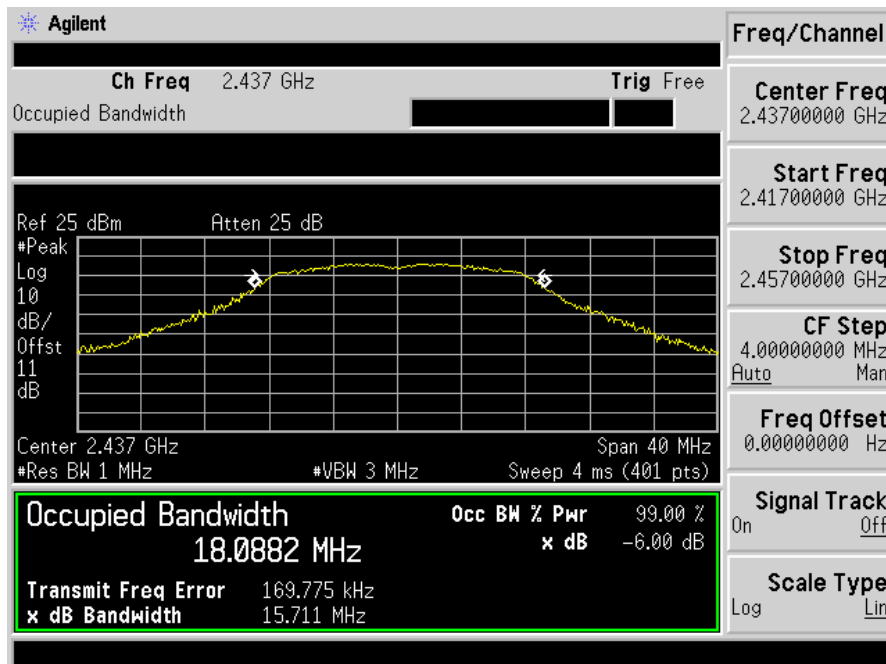 Agilent
Freq/Channel
Ch Freq 2.437 GHz Trig Free
Occupied Bandwidth
Center Freq
2.43700000 GHz
Start Freq
2.41700000 GHz
Ref 25 dBm Atten 25 dB
#Peak
Log
10
dB/
Offst
11
dB
Stop Freq
2.45700000 GHz
CF Step
4.00000000 MHz
Auto Man
Center 2.437 GHz Span 40 MHz
#Res BW 1 MHz #VBW 3 MHz Sweep 4 ms (401 pts)
Freq Offset
0.00000000 Hz
Occupied Bandwidth Occ BW % Pwr 99.00 %
18.0882 MHz x dB -6.00 dB
Transmit Freq Error 169.775 kHz
x dB Bandwidth 15.711 MHz
Signal Track
On Off
Scale Type
Log Lin